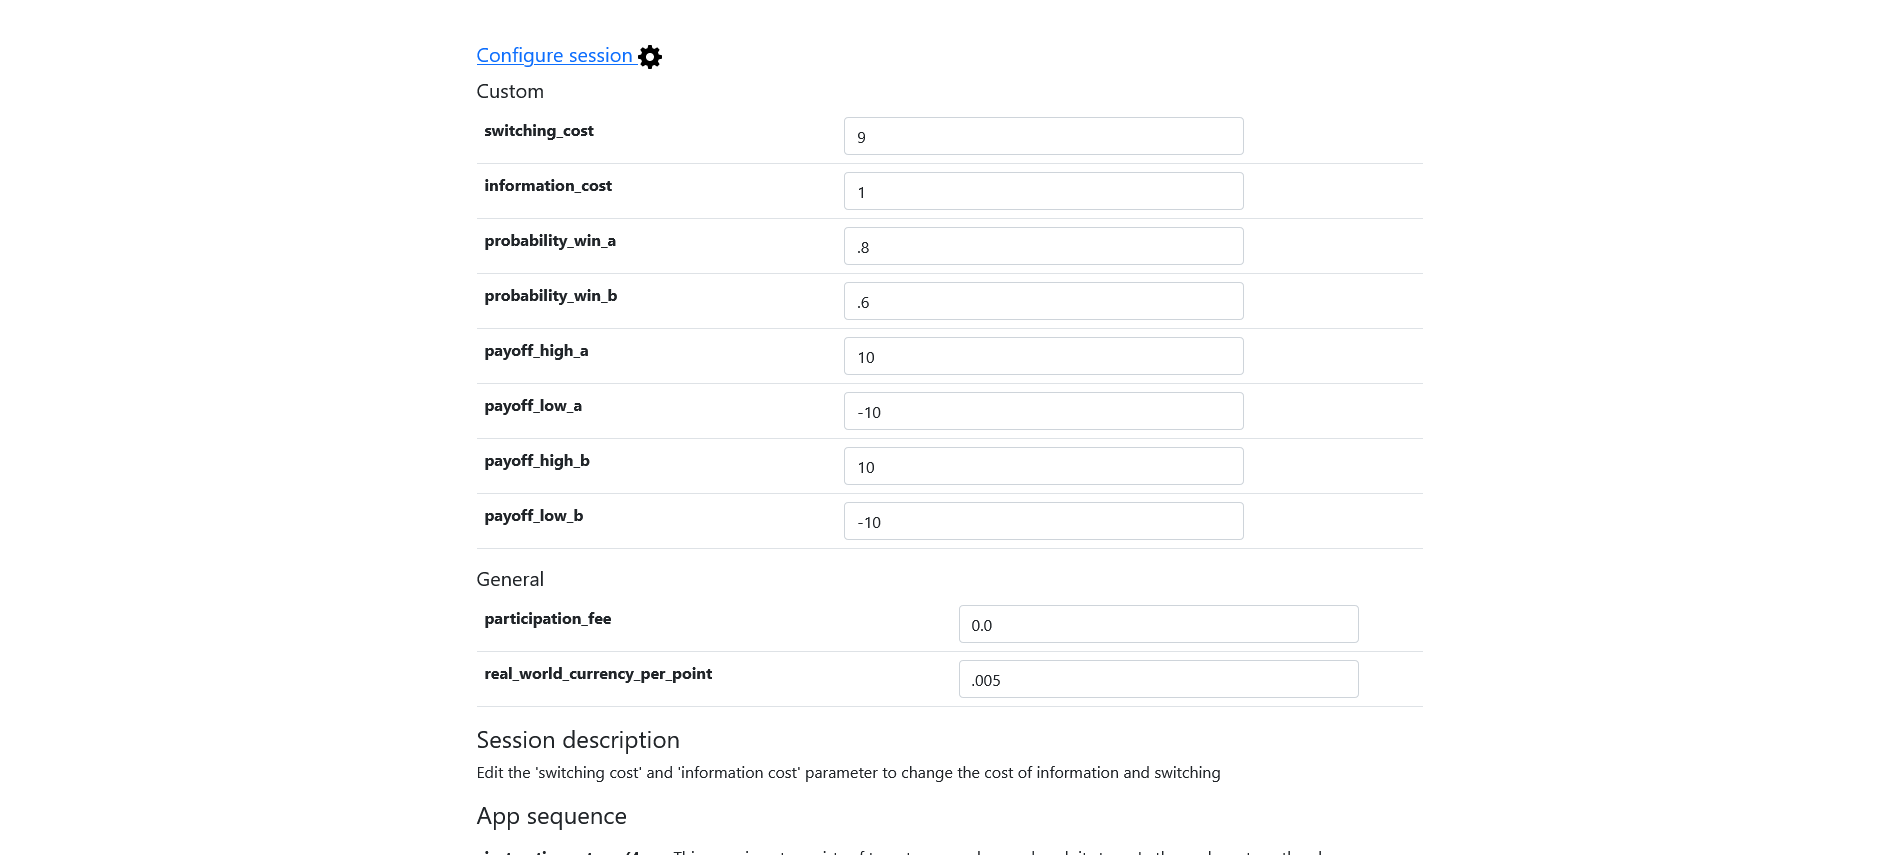 Configure session
Custom
switching_cost 9
information_cost 1
probability_win_a .8
probability_win_b .6
payoff_high_a 10
payoff_low_a -10
payoff_high_b 10
payoff_low_b -10
General
participation_fee 0.0
real_world_currency_per_point .005
Session description
Edit the 'switching cost' and 'information cost' parameter to change the cost of information and switching
App sequence